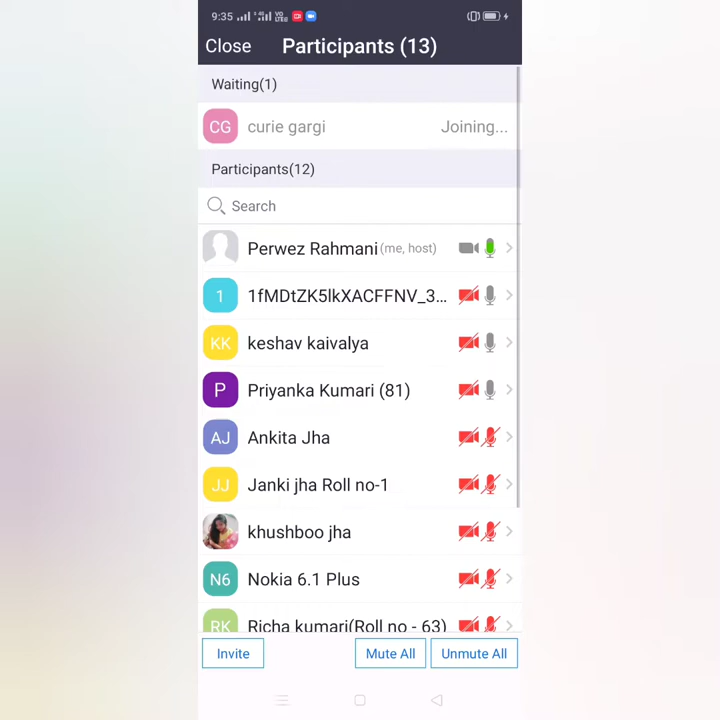 9:35
Close Participants (13)
Waiting(1)
CG curie gargi Joining...
Participants(12)
Search
Perwez Rahmani (me, host)
1 1fMDtZK5lkXACFFNV_3...
KK keshav kaivalya
P Priyanka Kumari (81)
AJ Ankita Jha
JJ Janki jha Roll no-1
khushboo jha
N6 Nokia 6.1 Plus
RK Richa kumari(Roll no - 63)
Invite Mute All Unmute All